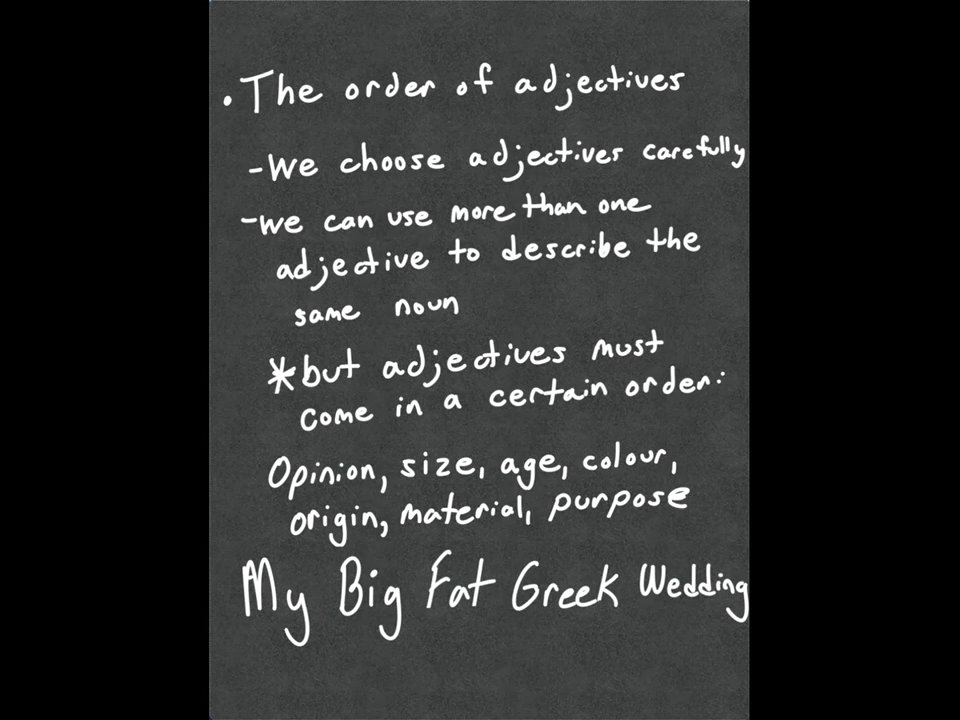 • The order of adjectives
- We choose adjectives carefully
- we can use more than one
adjective to describe the
same noun
* but adjectives must
come in a certain order:
Opinion, size, age, colour,
origin, material, purpose
My Big Fat Greek Wedding